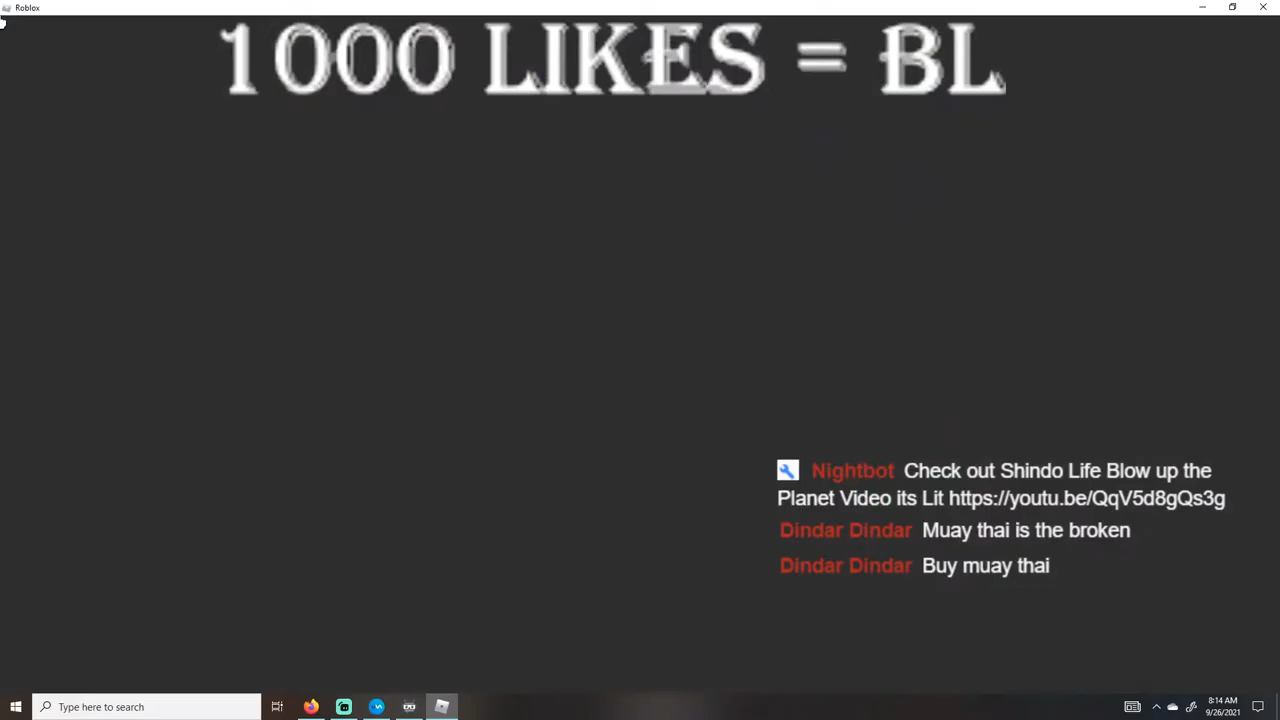 Roblox
1000 LIKES = BL
Nightbot Check out Shindo Life Blow up the
Planet Video its Lit https://youtu.be/QqV5d8gQs3g
Dindar Dindar Muay thai is the broken
Dindar Dindar Buy muay thai
Type here to search
8:14 AM
9/26/2021